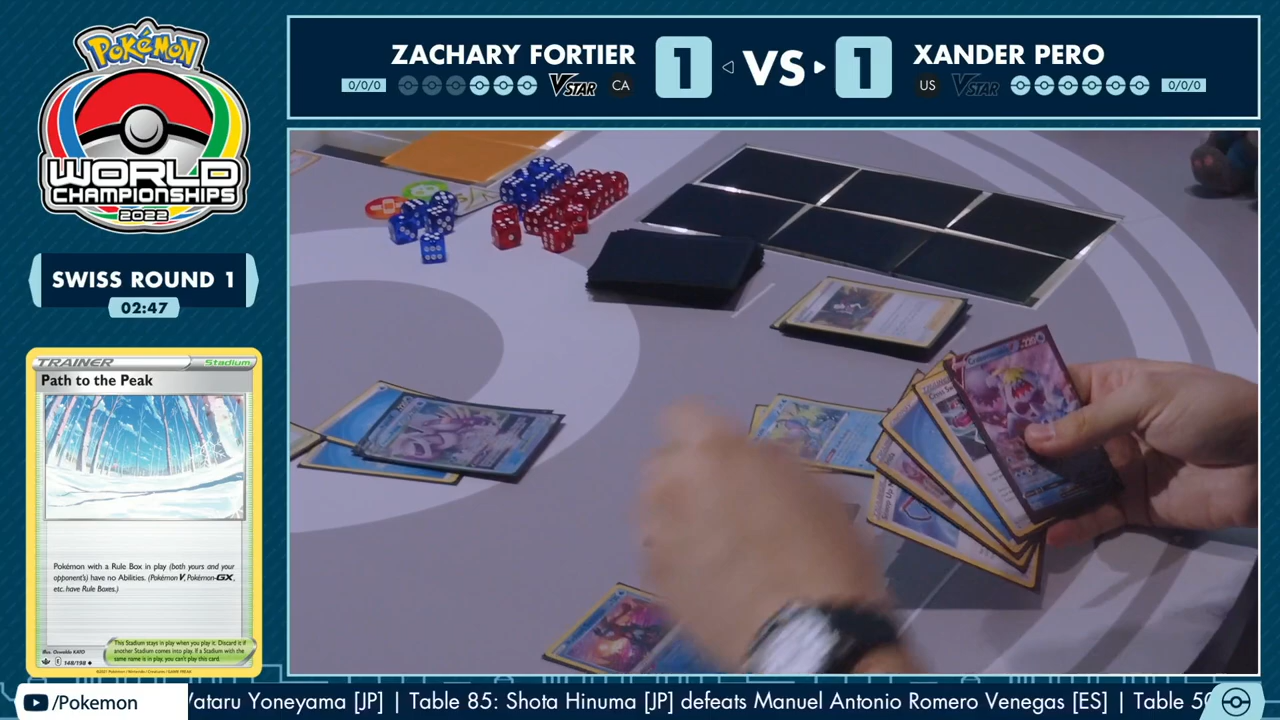 Pokémon
WORLD
CHAMPIONSHIPS
2022
SWISS ROUND 1
02:47
ZACHARY FORTIER
1
VS
1
XANDER PERO
0/0/0
VSTAR
CA
US
VSTAR
0/0/0
TRAINER
Stadium
Path to the Peak
Pokémon with a Rule Box in play (both yours and your
opponent's) have no Abilities. (Pokémon V, Pokémon-GX,
etc. have Rule Boxes.)
This Stadium stays in play when you play it. Discard it if
another Stadium comes into play. If a Stadium with the
same name is in play, you can't play this card.
148/198
/Pokemon
Vataru Yoneyama [JP] | Table 85: Shota Hinuma [JP] defeats Manuel Antonio Romero Venegas [ES] | Table 50